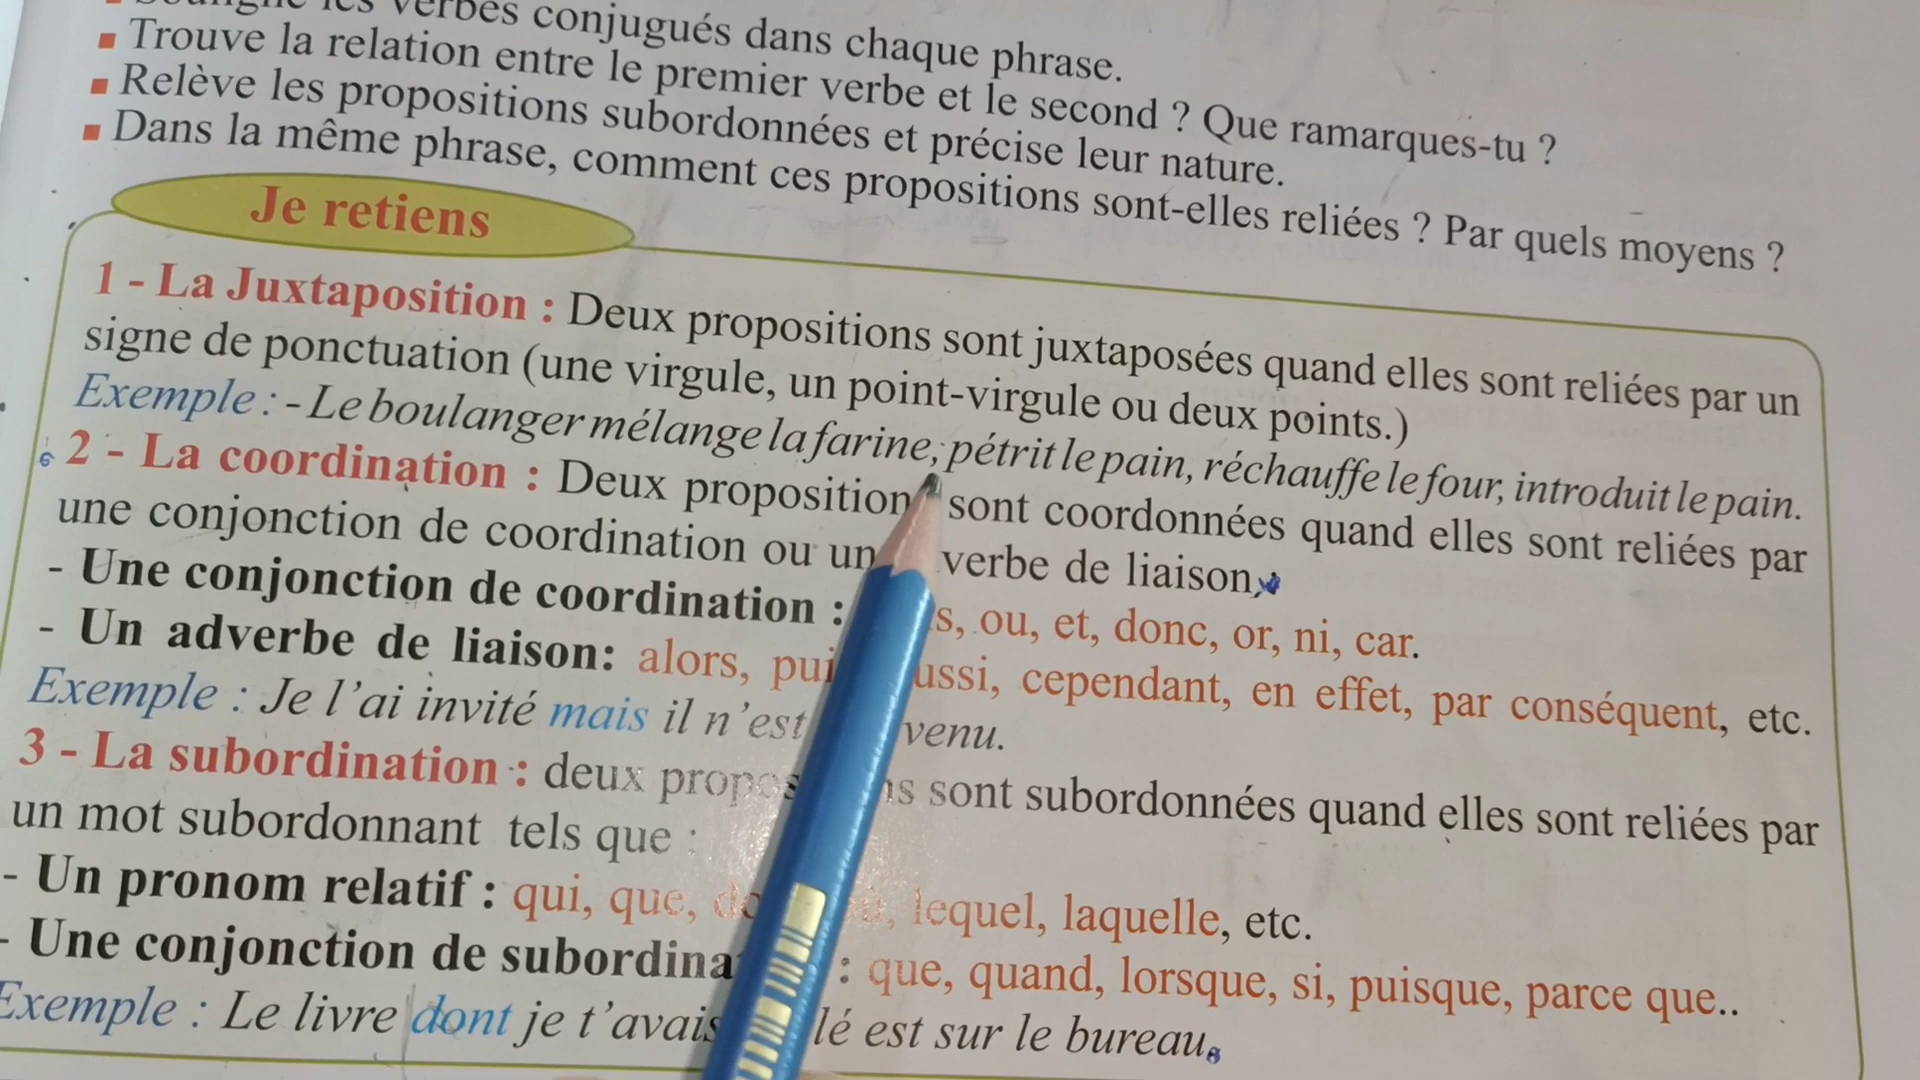 les verbes conjugués dans chaque phrase.
Trouve la relation entre le premier verbe et le second ? Que ramarques-tu ?
Relève les propositions subordonnées et précise leur nature.
Dans la même phrase, comment ces propositions sont-elles reliées ? Par quels moyens ?
Je retiens
1 - La Juxtaposition : Deux propositions sont juxtaposées quand elles sont reliées par un
signe de ponctuation (une virgule, un point-virgule ou deux points.)
Exemple : - Le boulanger mélange la farine, pétrit le pain, réchauffe le four, introduit le pain.
2 - La coordination : Deux proposition sont coordonnées quand elles sont reliées par
une conjonction de coordination ou un verbe de liaison
- Une conjonction de coordination : s, ou, et, donc, or, ni, car.
- Un adverbe de liaison: alors, pui ussi, cependant, en effet, par conséquent, etc.
Exemple : Je l'ai invité mais il n'est venu.
3 - La subordination : deux propos ns sont subordonnées quand elles sont reliées par
un mot subordonnant tels que :
- Un pronom relatif : qui, que, lequel, laquelle, etc.
- Une conjonction de subordina : que, quand, lorsque, si, puisque, parce que..
Exemple : Le livre dont je t'avais lé est sur le bureau.